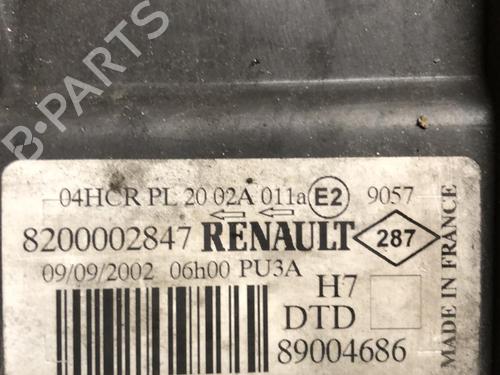 B-PARTS
04HCR PL 20 02A 011a E2 9057
8200002847 RENAULT 287
09/09/2002 06h00 PU3A
H7
DTD
89004686
MADE IN FRANCE